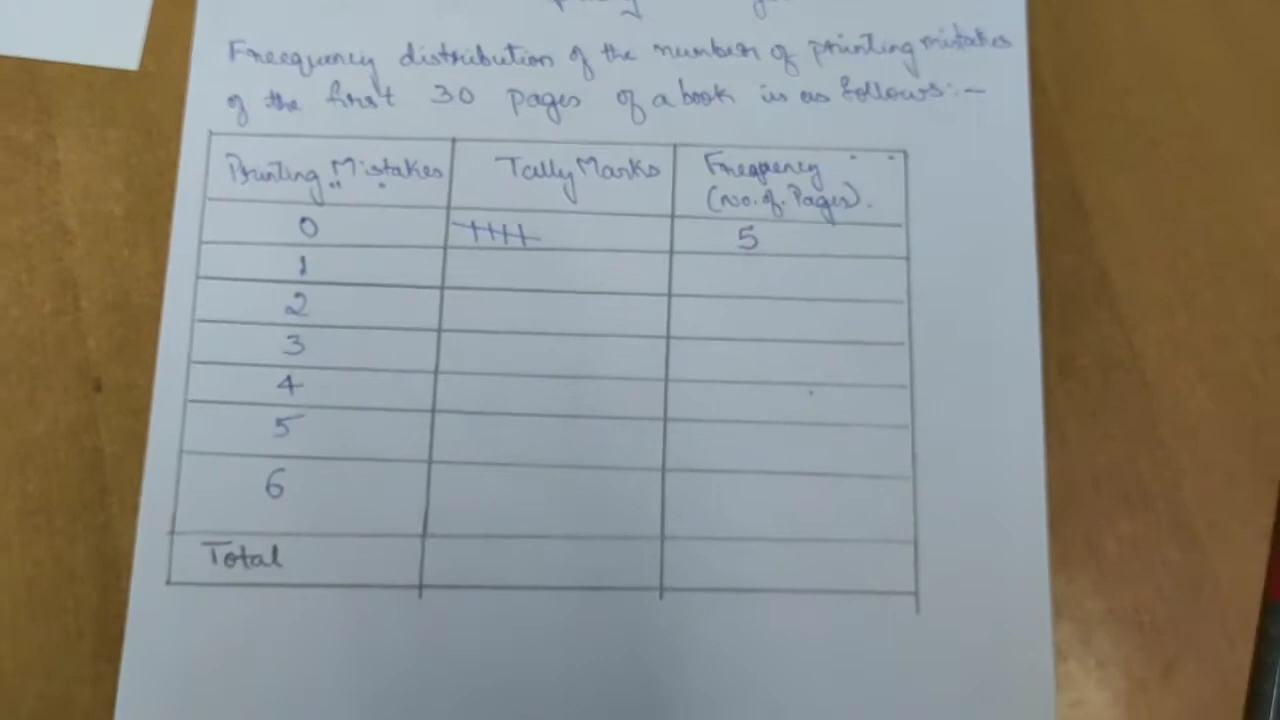 Frequency distribution of the number of printing mistakes
of the first 30 pages of a book is as follows:-
Printing Mistakes Tally Marks Frequency
(No. of. Pages).
0 5
1
2
3
4
5
6
Total